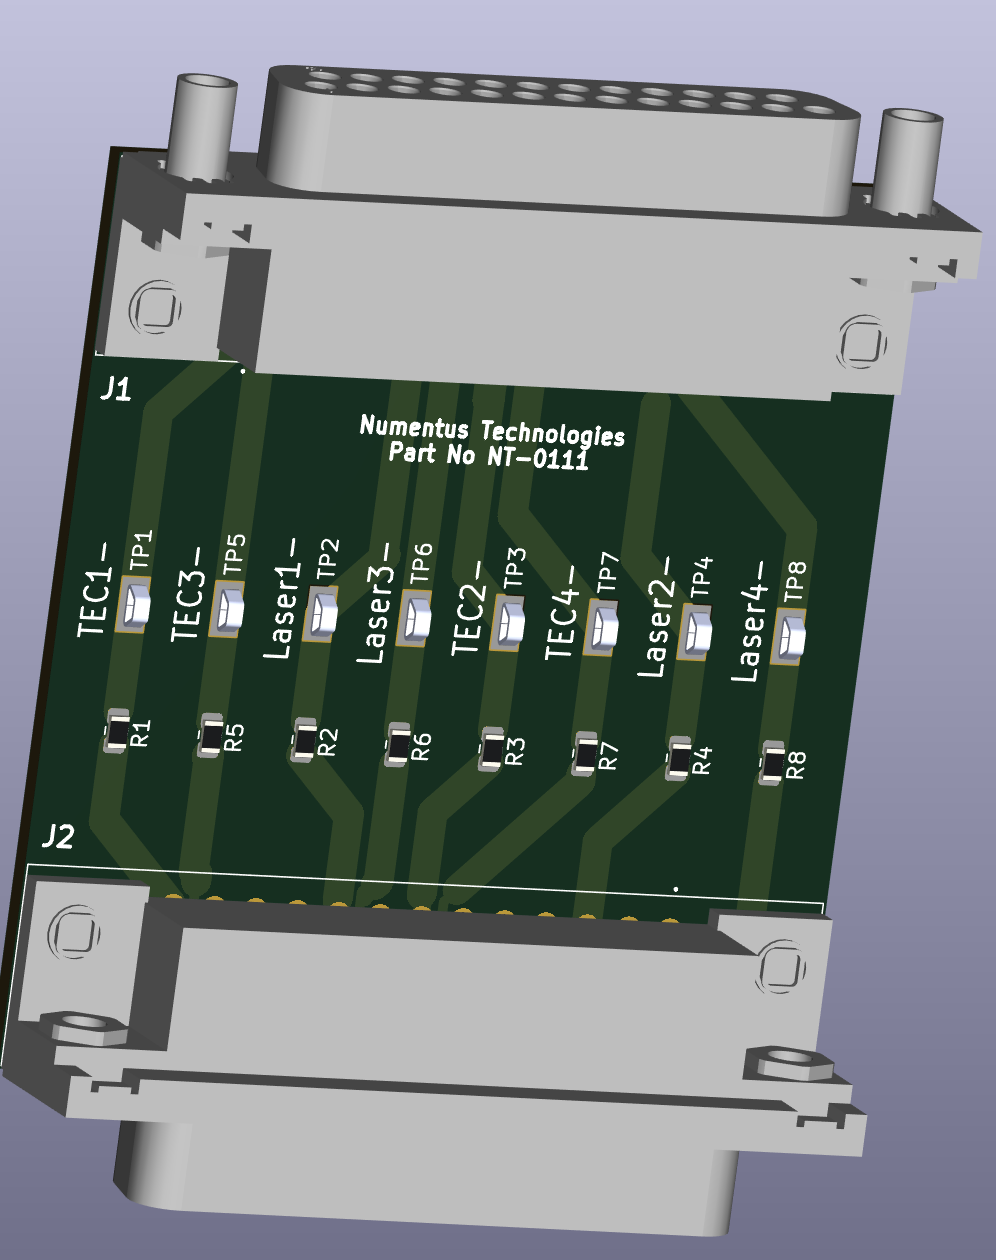 J1
Numentus Technologies
Part No NT-0111
TEC1-
TP1
TEC3-
TP5
Laser1-
TP2
Laser3-
TP6
TEC2-
TP3
TEC4-
TP7
Laser2-
TP4
Laser4-
TP8
R1
R5
R2
R6
R3
R7
R4
R8
J2